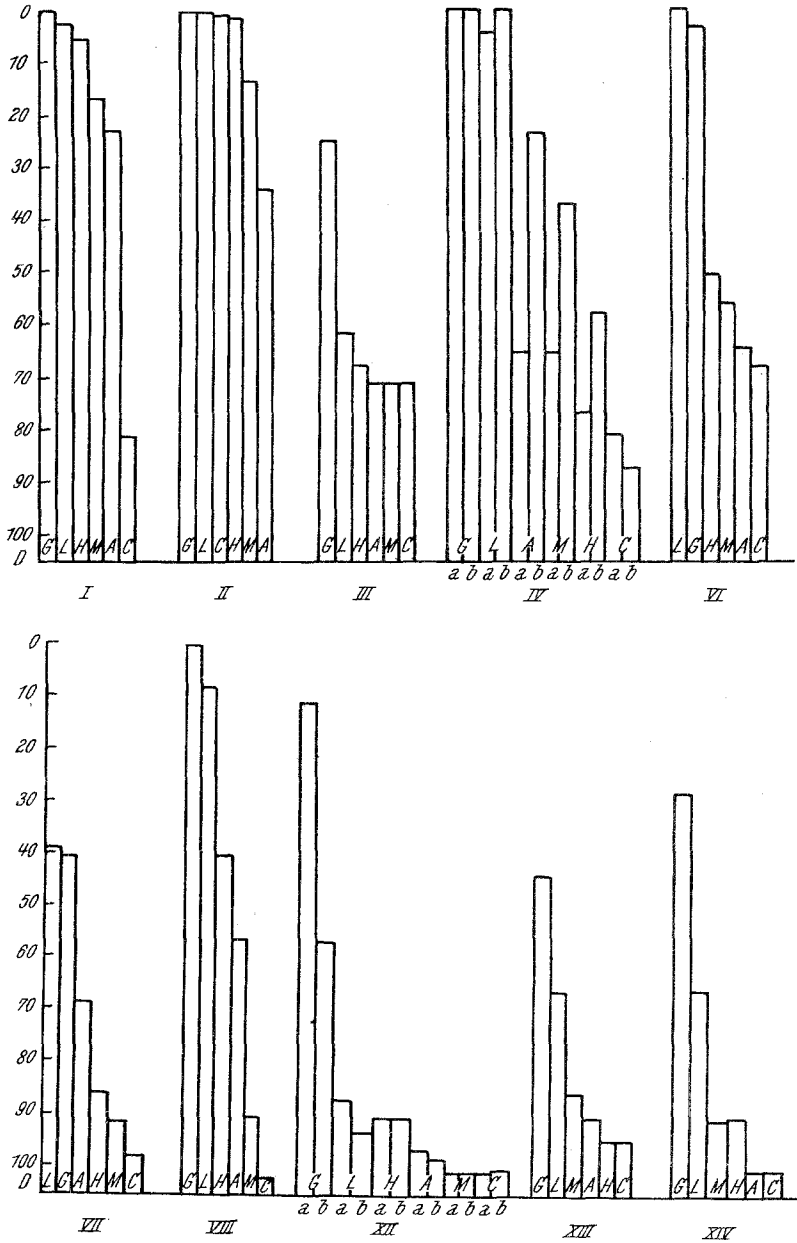 0
10
20
30
40
50
60
70
80
90
100
D
G L H M A C
G L C H M A
G L H A M C
G L A M H C
L G H M A C
a b a b a b a b a b a b
I II III IV VI
0
10
20
30
40
50
60
70
80
90
100
D
L G A H M C
G L H A M C
G L H A M C
G L M A H C
G L M H A C
a b a b a b a b a b a b
VII VIII XII XIII XIV